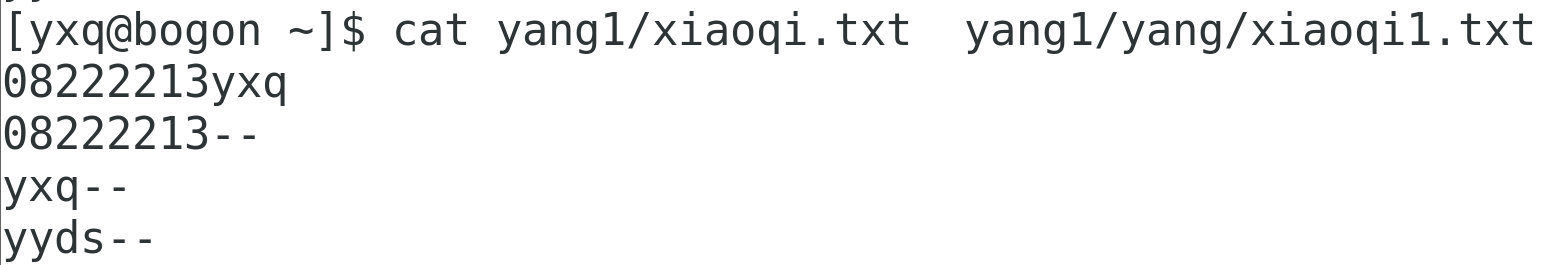 [yxq@bogon ~]$ cat yang1/xiaoqi.txt  yang1/yang/xiaoqi1.txt
08222213yxq
08222213--
yxq--
yyds--